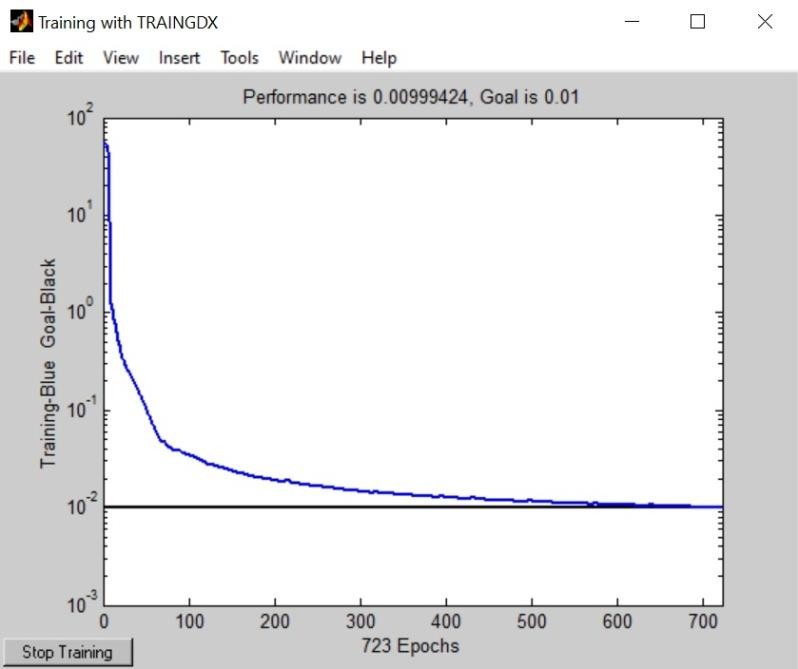 Training with TRAINGDX
File Edit View Insert Tools Window Help
Performance is 0.00999424, Goal is 0.01
Training-Blue Goal-Black
10^2
10^1
10^0
10^-1
10^-2
10^-3
0 100 200 300 400 500 600 700
723 Epochs
Stop Training